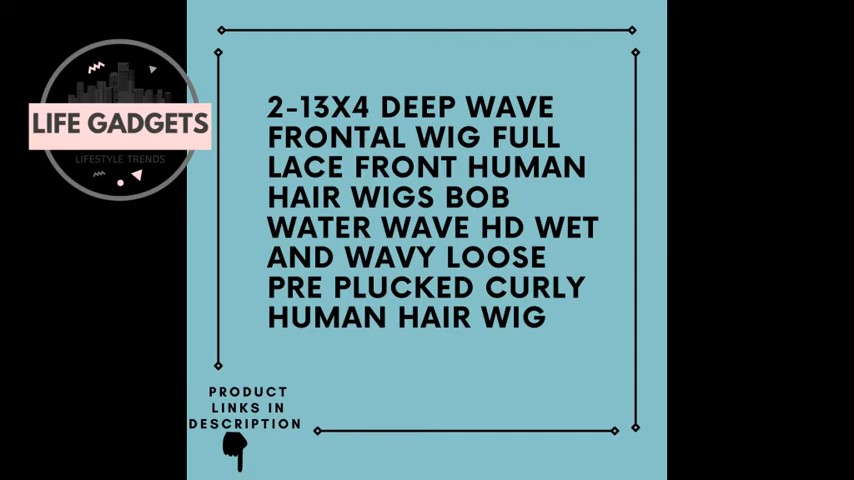 LIFE GADGETS
LIFESTYLE TRENDS
2-13X4 DEEP WAVE
FRONTAL WIG FULL
LACE FRONT HUMAN
HAIR WIGS BOB
WATER WAVE HD WET
AND WAVY LOOSE
PRE PLUCKED CURLY
HUMAN HAIR WIG
PRODUCT
LINKS IN
DESCRIPTION